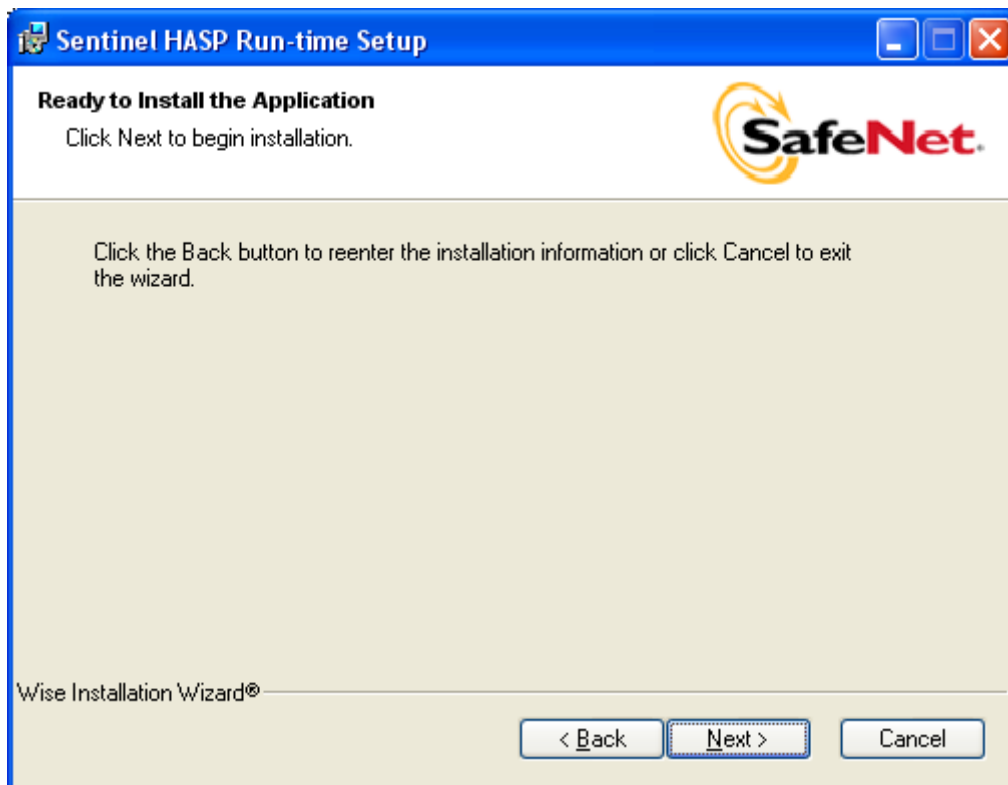 Sentinel HASP Run-time Setup
Ready to Install the Application
Click Next to begin installation.
SafeNet.
Click the Back button to reenter the installation information or click Cancel to exit
the wizard.
Wise Installation Wizard®
< Back
Next >
Cancel